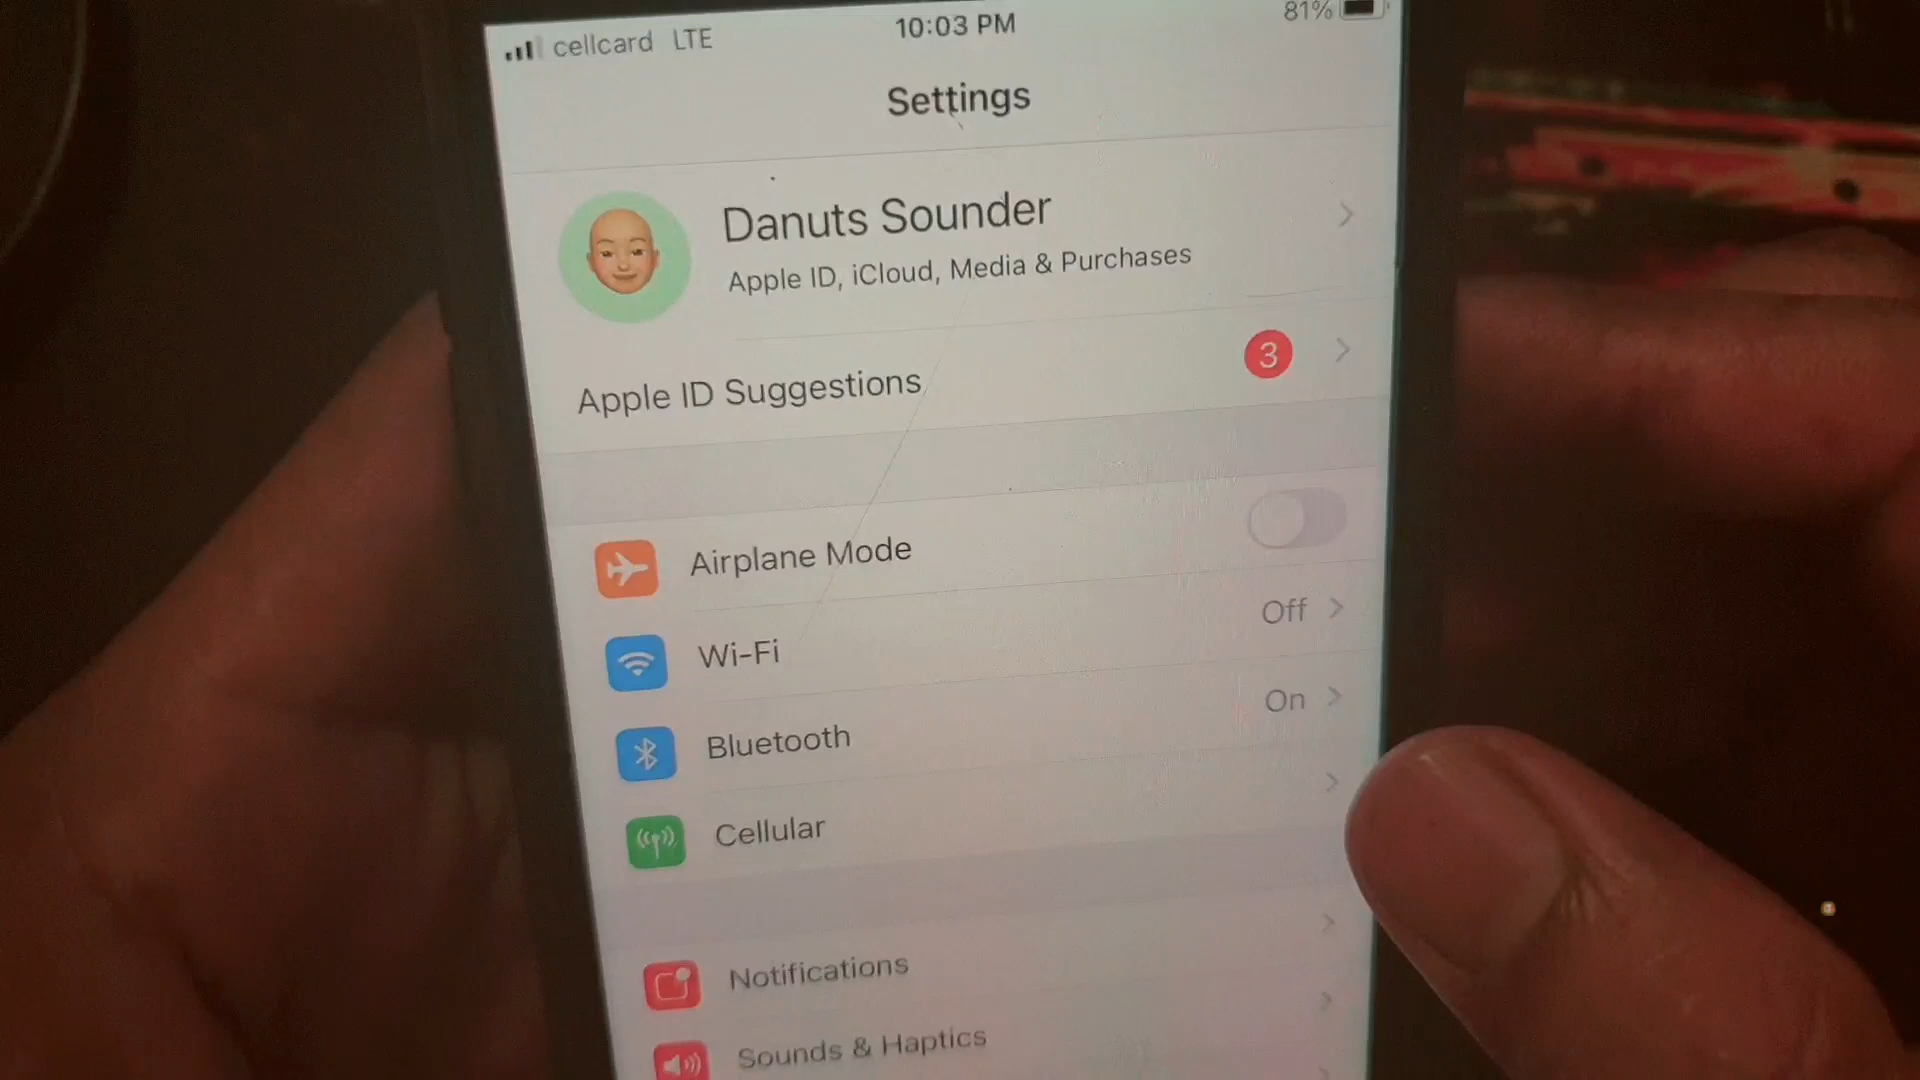 cellcard LTE 10:03 PM 81%
Settings
Danuts Sounder
Apple ID, iCloud, Media & Purchases
Apple ID Suggestions 3
Airplane Mode
Wi-Fi Off
Bluetooth On
Cellular
Notifications
Sounds & Haptics